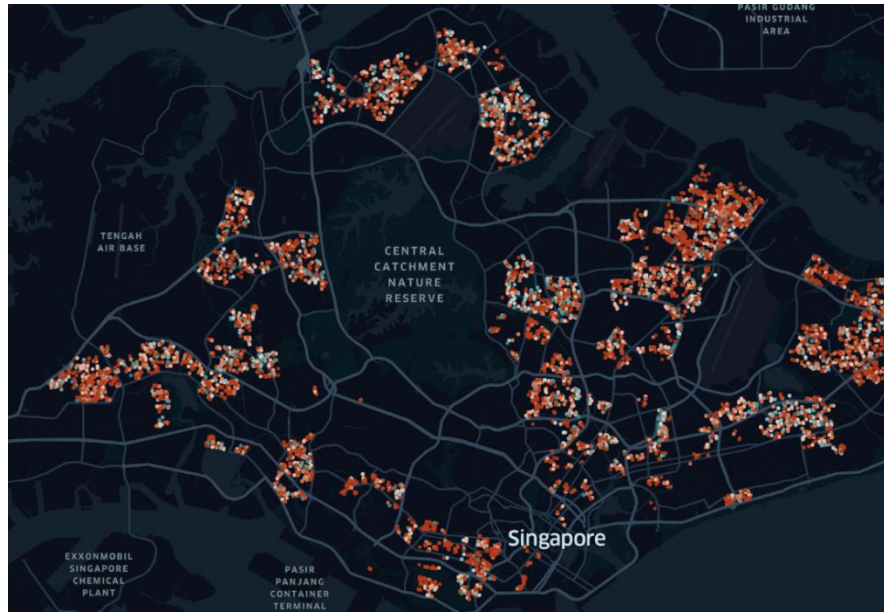 PASIR GUDANG
INDUSTRIAL
AREA
TENGAH
AIR BASE
CENTRAL
CATCHMENT
NATURE
RESERVE
Singapore
EXXONMOBIL
SINGAPORE
CHEMICAL
PLANT
PASIR
PANJANG
CONTAINER
TERMINAL